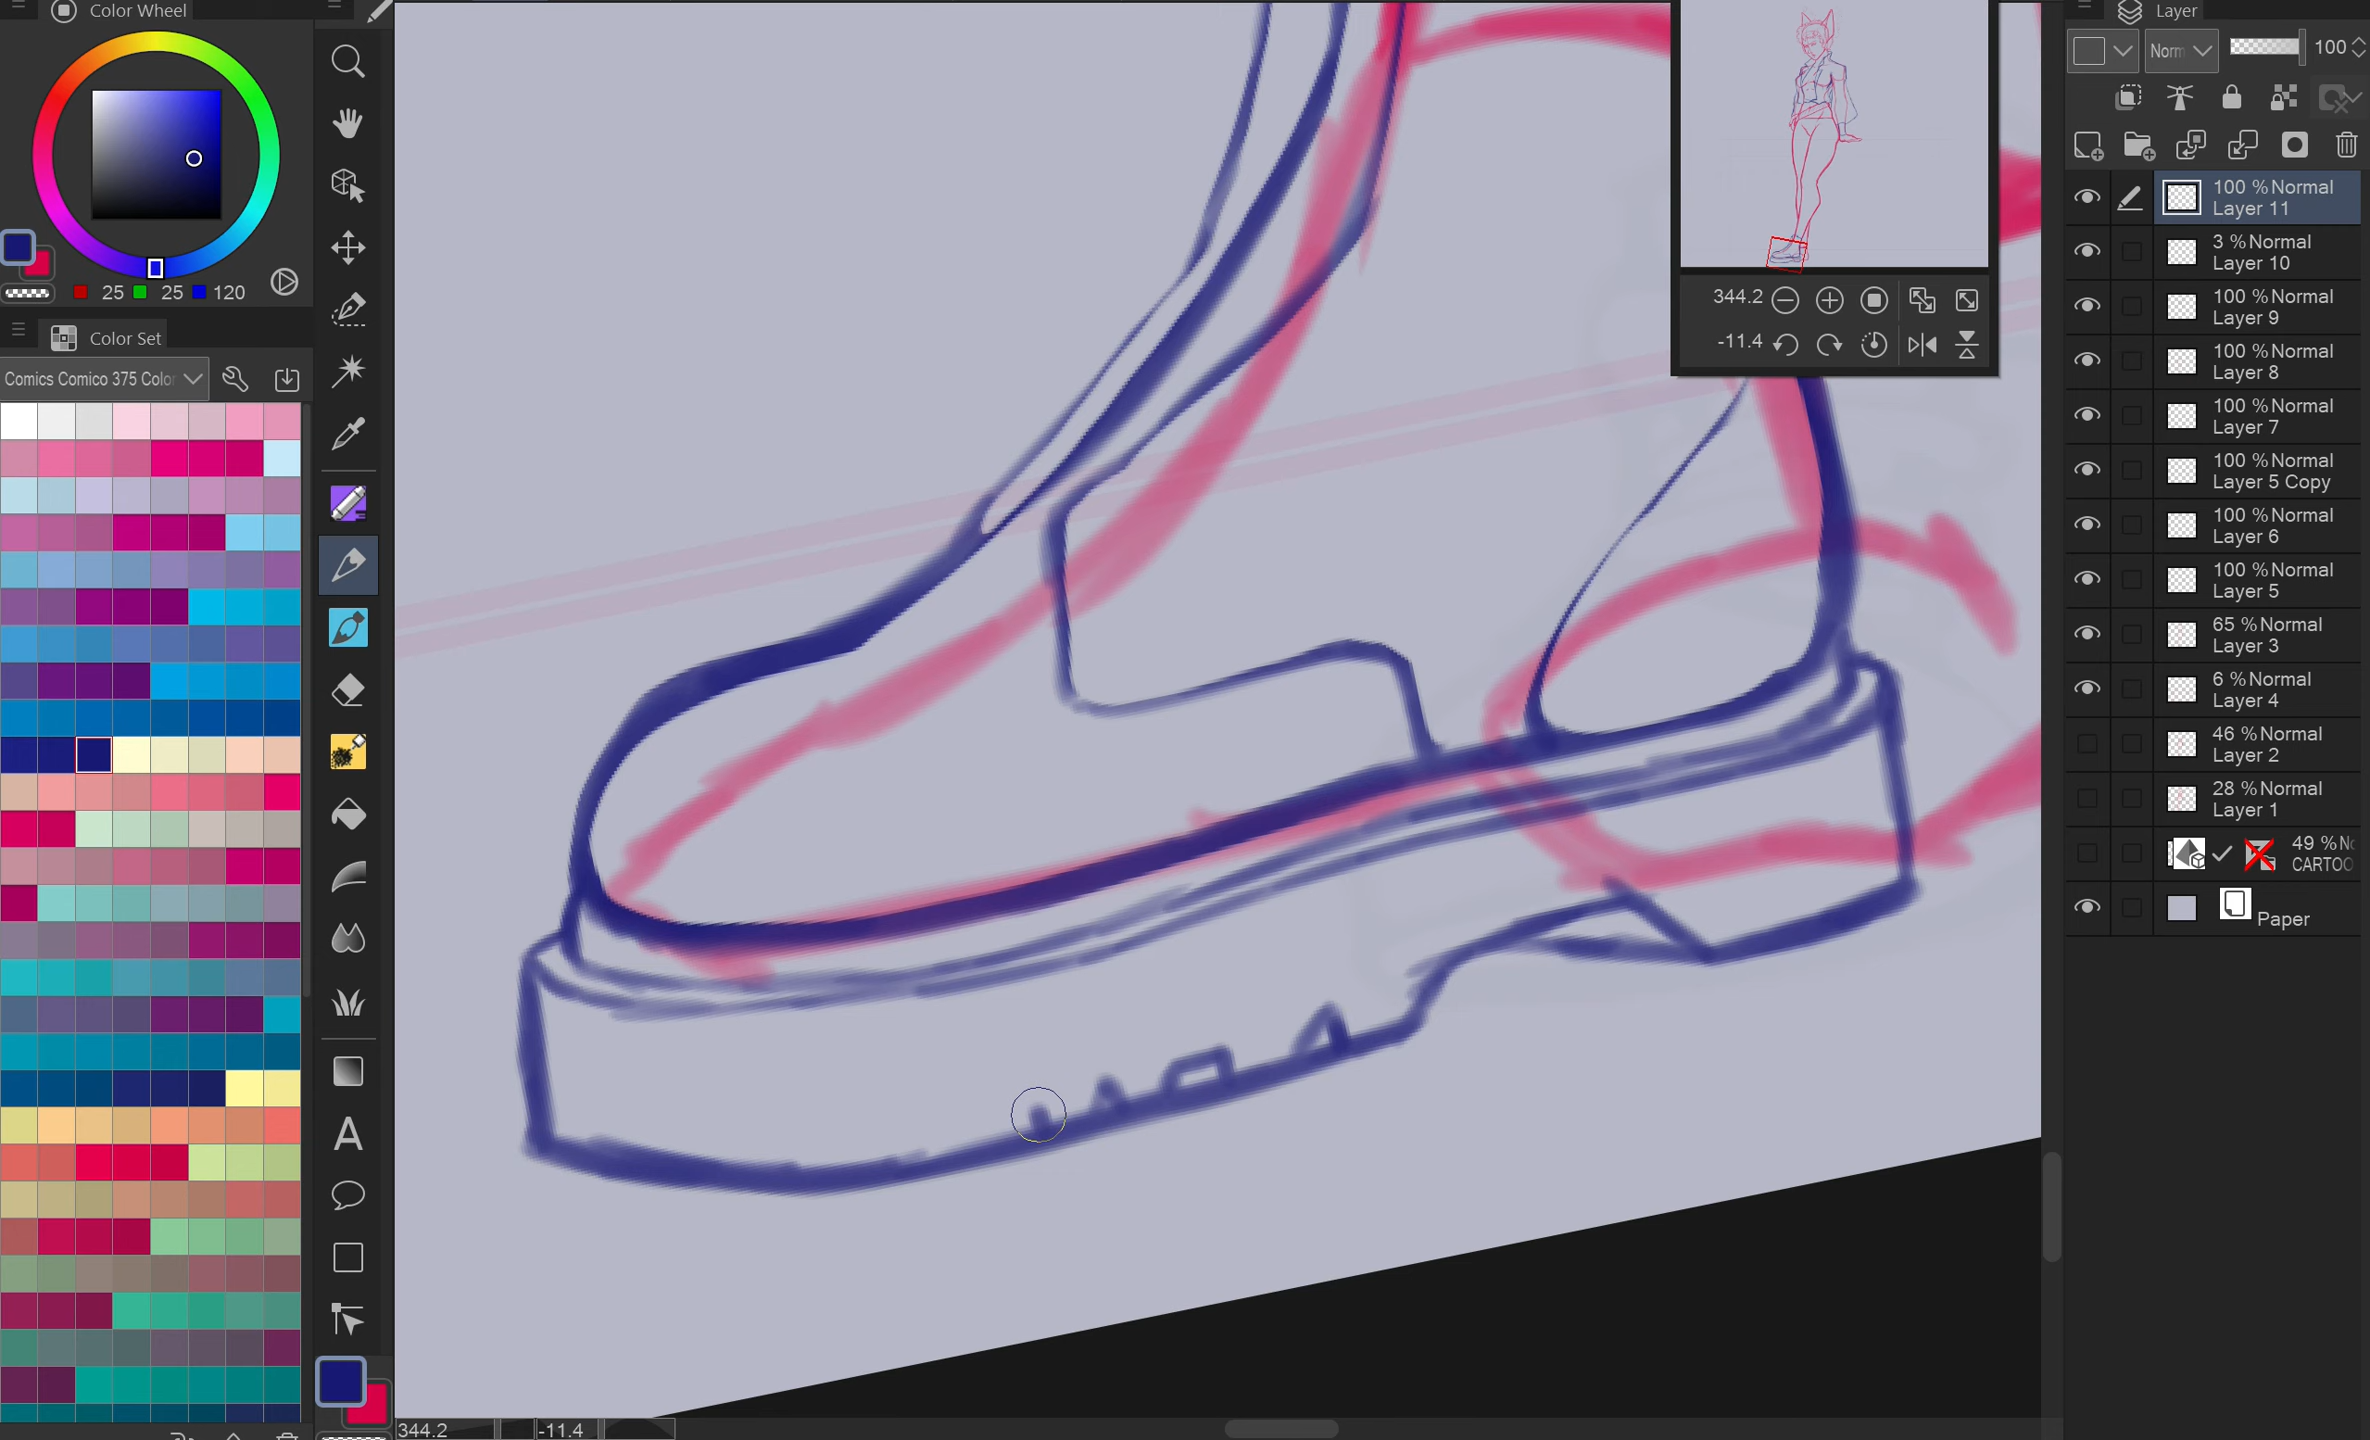 Color Wheel
25 25 120
Color Set
Comics Comico 375 Color
A
344.2
-11.4
344.2 -11.4
Layer
Norm 100
100 %Normal
Layer 11
3 %Normal
Layer 10
100 %Normal
Layer 9
100 %Normal
Layer 8
100 %Normal
Layer 7
100 %Normal
Layer 5 Copy
100 %Normal
Layer 6
100 %Normal
Layer 5
65 %Normal
Layer 3
6 %Normal
Layer 4
46 %Normal
Layer 2
28 %Normal
Layer 1
49 %No
CARTOO
Paper